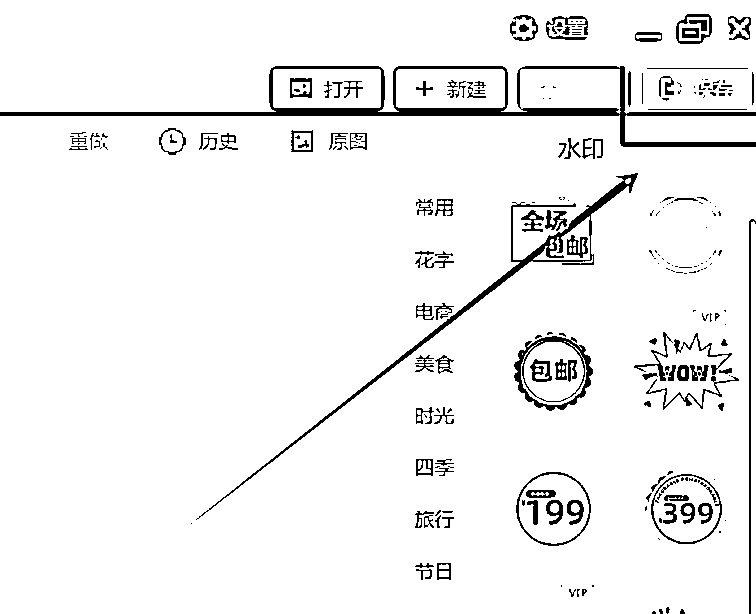 设置
打开
新建
重做
历史
原图
水印
常用
花字
电商
美食
时光
四季
旅行
节日
全场
包邮
VIP
包邮
WOW!
199
399
VIP